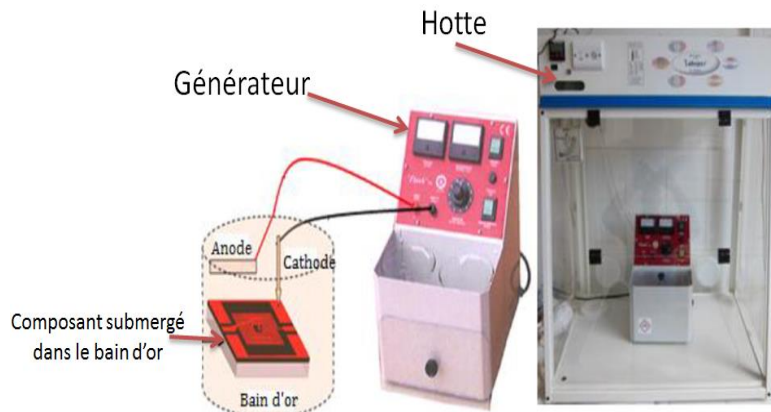 Hotte
Générateur
Anode
Cathode
Composant submergé
dans le bain d'or
Bain d'or